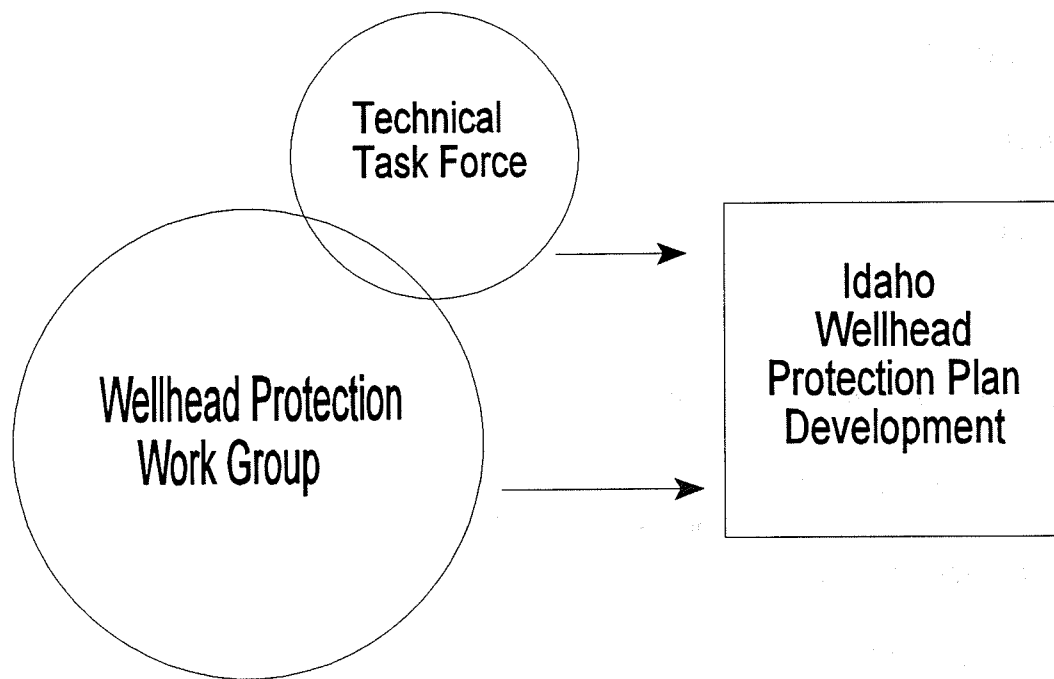 Technical
Task Force
Wellhead Protection
Work Group
Idaho
Wellhead
Protection Plan
Development